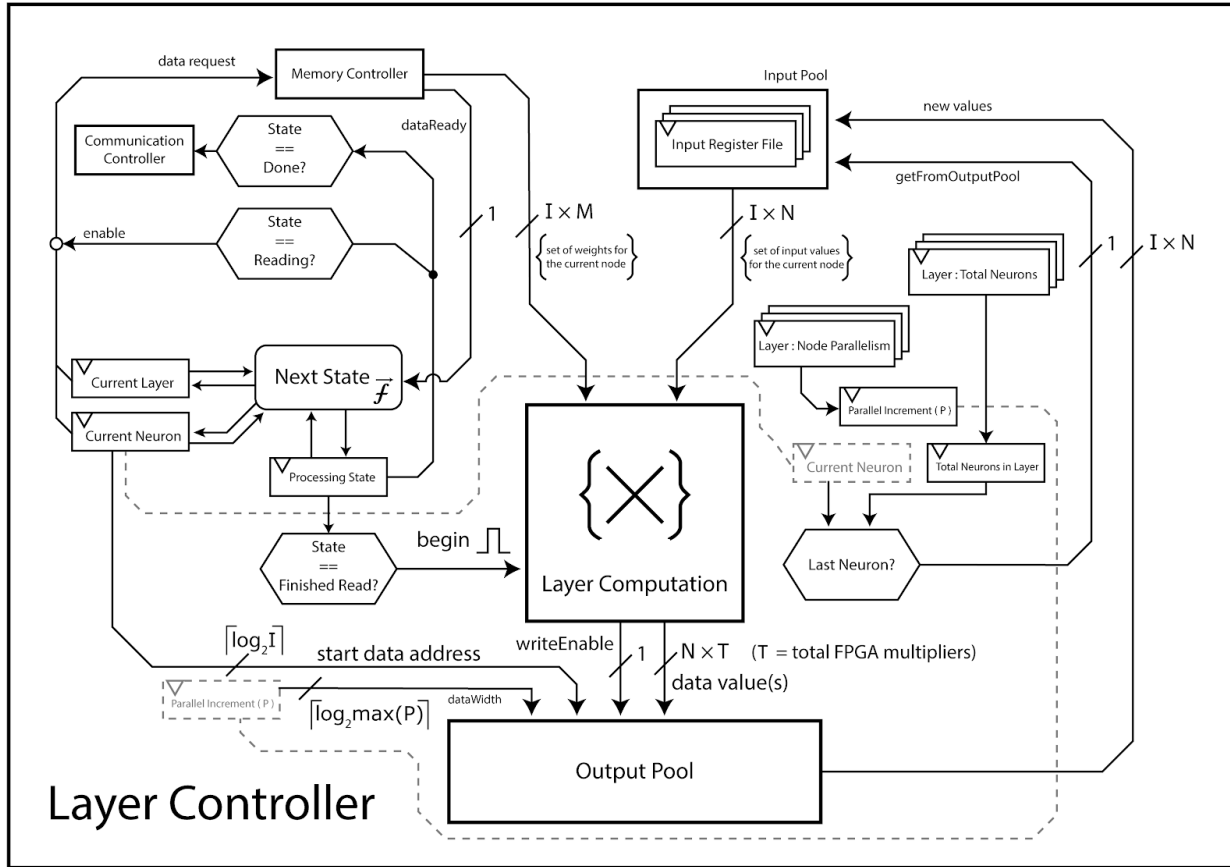 data request
Memory Controller
dataReady
Communication
Controller
State
==
Done?
State
==
Reading?
enable
1
I × M
set of weights for
the current node
Input Pool
Input Register File
new values
getFromOutputPool
I × N
set of input values
for the current node
1
I × N
Layer : Total Neurons
Layer : Node Parallelism
Parallel Increment ( P )
Current Layer
Next State
f
Current Neuron
Processing State
Current Neuron
Total Neurons in Layer
State
==
Finished Read?
begin
Layer Computation
Last Neuron?
⌈log₂I⌉
start data address
writeEnable
1
N × T (T = total FPGA multipliers)
data value(s)
Parallel Increment ( P )
⌈log₂max(P)⌉
dataWidth
Output Pool
Layer Controller